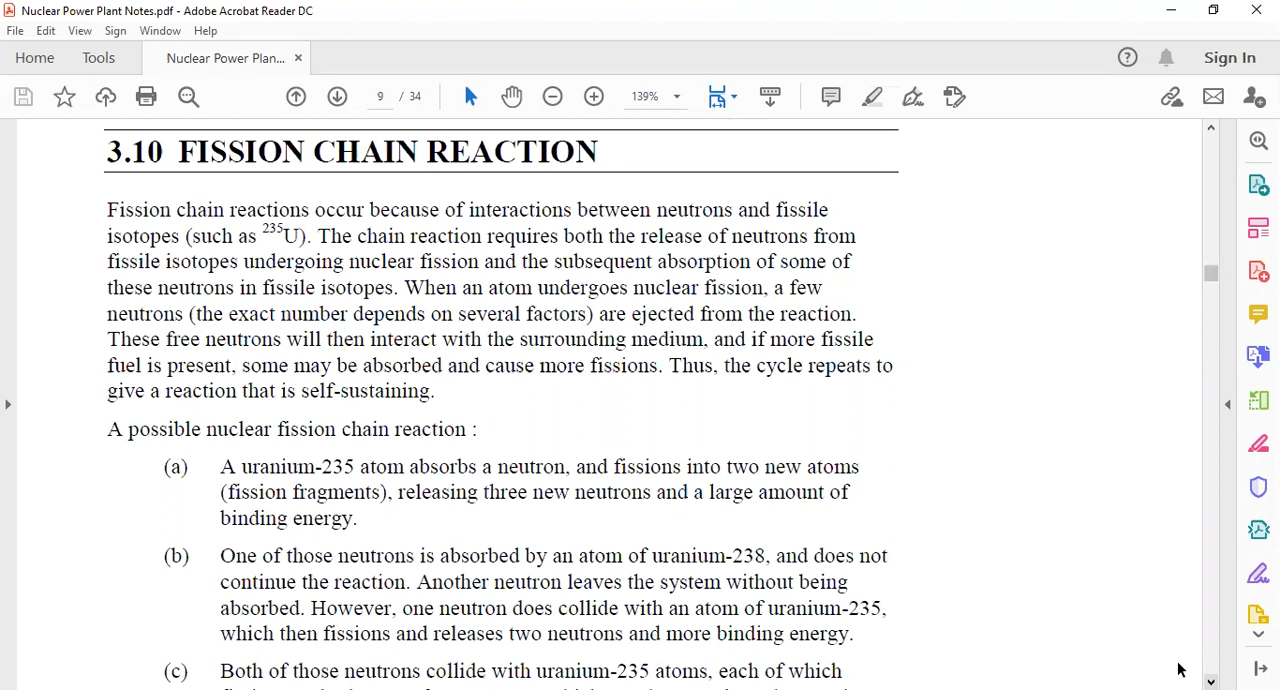 Nuclear Power Plant Notes.pdf - Adobe Acrobat Reader DC
File Edit View Sign Window Help
Home Tools Nuclear Power Plan... × Sign In
9 / 34 139%
3.10 FISSION CHAIN REACTION
Fission chain reactions occur because of interactions between neutrons and fissile
isotopes (such as ²³⁵U). The chain reaction requires both the release of neutrons from
fissile isotopes undergoing nuclear fission and the subsequent absorption of some of
these neutrons in fissile isotopes. When an atom undergoes nuclear fission, a few
neutrons (the exact number depends on several factors) are ejected from the reaction.
These free neutrons will then interact with the surrounding medium, and if more fissile
fuel is present, some may be absorbed and cause more fissions. Thus, the cycle repeats to
give a reaction that is self-sustaining.
A possible nuclear fission chain reaction :
(a) A uranium-235 atom absorbs a neutron, and fissions into two new atoms
(fission fragments), releasing three new neutrons and a large amount of
binding energy.
(b) One of those neutrons is absorbed by an atom of uranium-238, and does not
continue the reaction. Another neutron leaves the system without being
absorbed. However, one neutron does collide with an atom of uranium-235,
which then fissions and releases two neutrons and more binding energy.
(c) Both of those neutrons collide with uranium-235 atoms, each of which